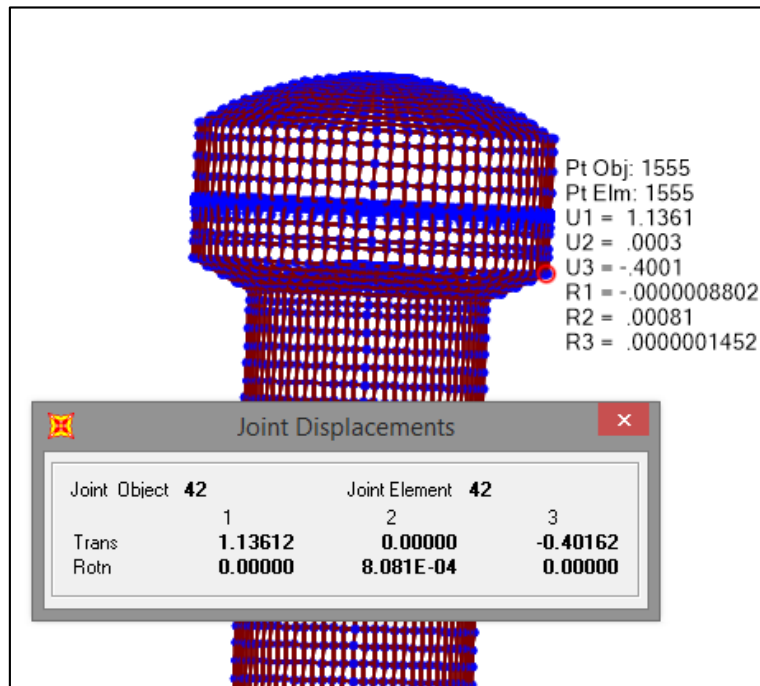 Pt Obj: 1555
Pt Elm: 1555
U1 = 1.1361
U2 = .0003
U3 = -.4001
R1 = -.0000008802
R2 = .00081
R3 = .0000001452
Joint Displacements
Joint Object 42 Joint Element 42
1 2 3
Trans 1.13612 0.00000 -0.40162
Rotn 0.00000 8.081E-04 0.00000